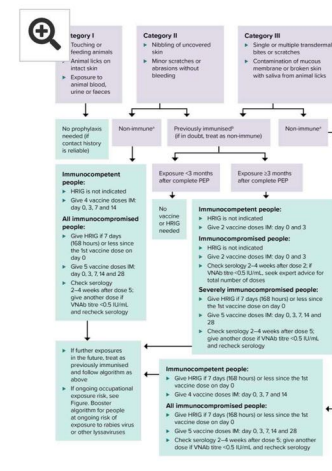 Category I
Touching or
feeding animals
Animal licks on
intact skin
Exposure to
animal blood,
urine or faeces
Category II
Nibbling of uncovered
skin
Minor scratches or
abrasions without
bleeding
Category III
Single or multiple transdermal
bites or scratches
Contamination of mucous
membrane or broken skin
with saliva from animal licks
No prophylaxis
needed (if
contact history
is reliable)
Non-immuneᵃ
Previously immunisedᵇ
(if in doubt, treat as non-immune)
Non-immuneᵃ
Exposure <3 months
after complete PEP
Exposure ≥3 months
after complete PEP
Immunocompetent
people:
HRIG is not indicated
Give 4 vaccine doses IM:
day 0, 3, 7 and 14
All immunocompromised
people:
Give HRIG if 7 days
(168 hours) or less since
the 1st vaccine dose on
day 0
Give 5 vaccine doses IM:
day 0, 3, 7, 14 and 28
Check serology
2–4 weeks after dose 5;
give another dose if
VNAb titre <0.5 IU/mL
and recheck serology
No
vaccine
or HRIG
needed
Immunocompetent people:
HRIG is not indicated
Give 2 vaccine doses IM: day 0 and 3
Immunocompromised people:
HRIG is not indicated
Give 2 vaccine doses IM: day 0 and 3
Check serology 2–4 weeks after dose 2; if
VNAb titre <0.5 IU/mL, seek expert advice for
total number of doses
Severely immunocompromised people:
Give HRIG if 7 days (168 hours) or less since
the 1st vaccine dose on day 0
Give 5 vaccine doses IM: day 0, 3, 7, 14 and
28
Check serology 2–4 weeks after dose 5;
give another dose if VNAb titre <0.5 IU/mL
and recheck serology
If further exposures
in the future, treat as
previously immunised
and follow algorithm as
above
If ongoing occupational
exposure risk, see
Figure. Booster
algorithm for people
at ongoing risk of
exposure to rabies virus
or other lyssaviruses
Immunocompetent people:
Give HRIG if 7 days (168 hours) or less since the 1st
vaccine dose on day 0
Give 4 vaccine doses IM: day 0, 3, 7 and 14
All immunocompromised people:
Give HRIG if 7 days (168 hours) or less since the 1st
vaccine dose on day 0
Give 5 vaccine doses IM: day 0, 3, 7, 14 and 28
Check serology 2–4 weeks after dose 5; give another dose
if VNAb titre <0.5 IU/mL and recheck serology